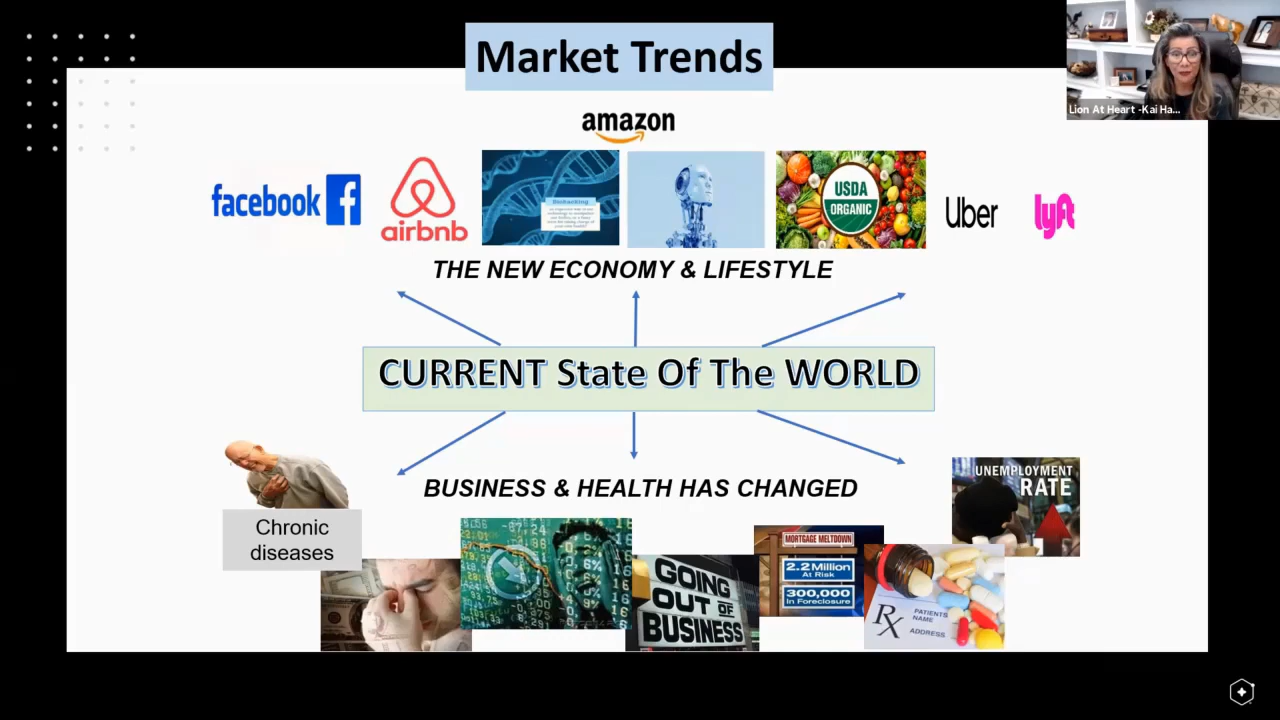 Market Trends
Lion At Heart -Kai Ha...
amazon
facebook
airbnb
Biohacking
USDA
ORGANIC
Uber
lyft
THE NEW ECONOMY & LIFESTYLE
CURRENT State Of The WORLD
BUSINESS & HEALTH HAS CHANGED
Chronic
diseases
UNEMPLOYMENT
RATE
GOING
OUT OF
BUSINESS
MORTGAGE MELTDOWN
2.2 Million
At Risk
300,000
In Foreclosure
Rx
PATIENTS
NAME
ADDRESS